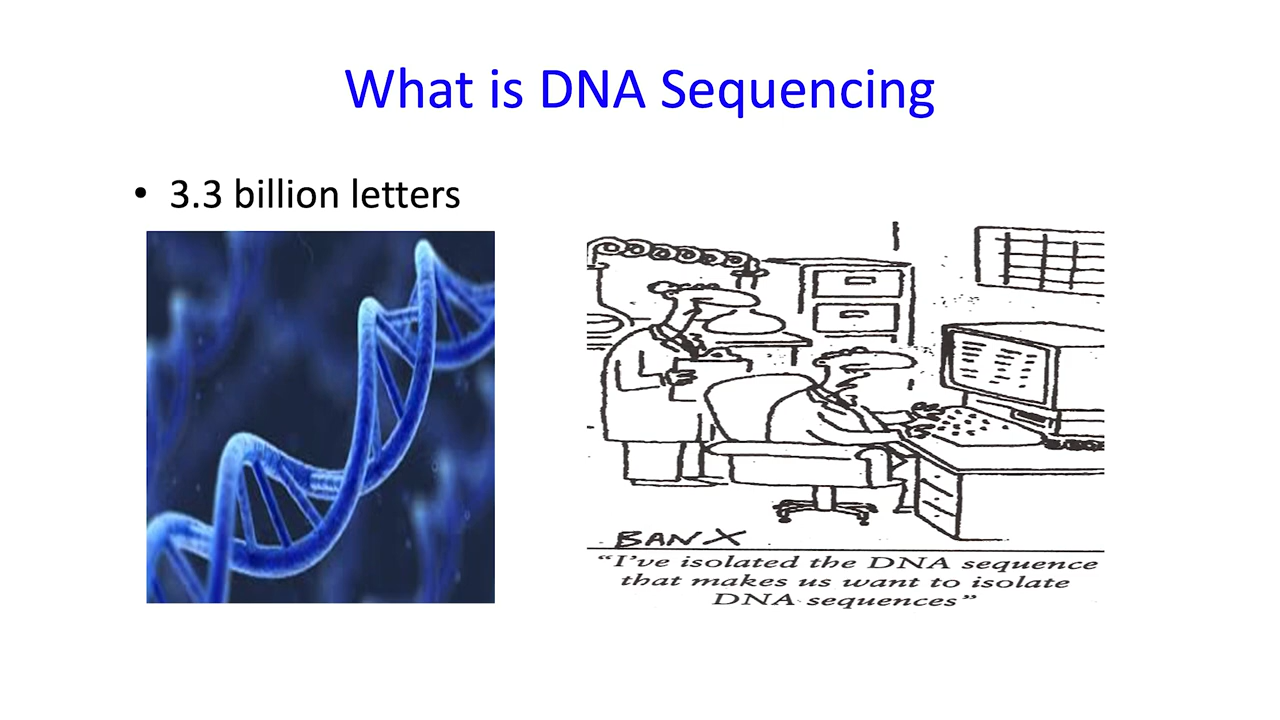 What is DNA Sequencing
• 3.3 billion letters
BANX
“I’ve isolated the DNA sequence
that makes us want to isolate
DNA sequences”